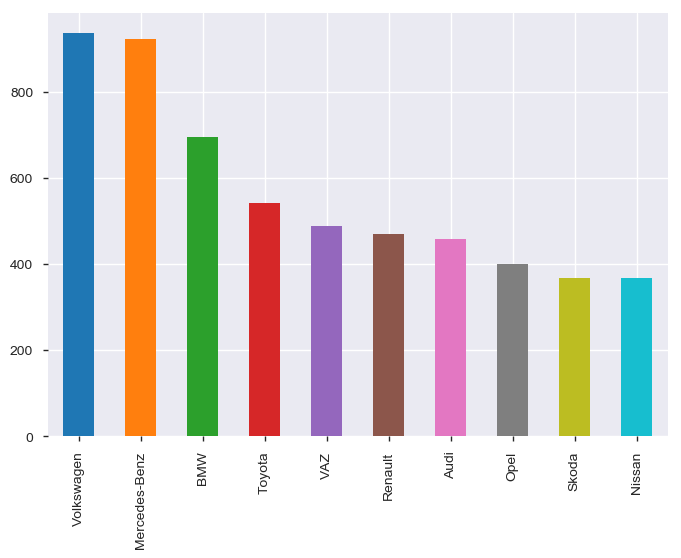 800
600
400
200
0
Volkswagen
Mercedes-Benz
BMW
Toyota
VAZ
Renault
Audi
Opel
Skoda
Nissan